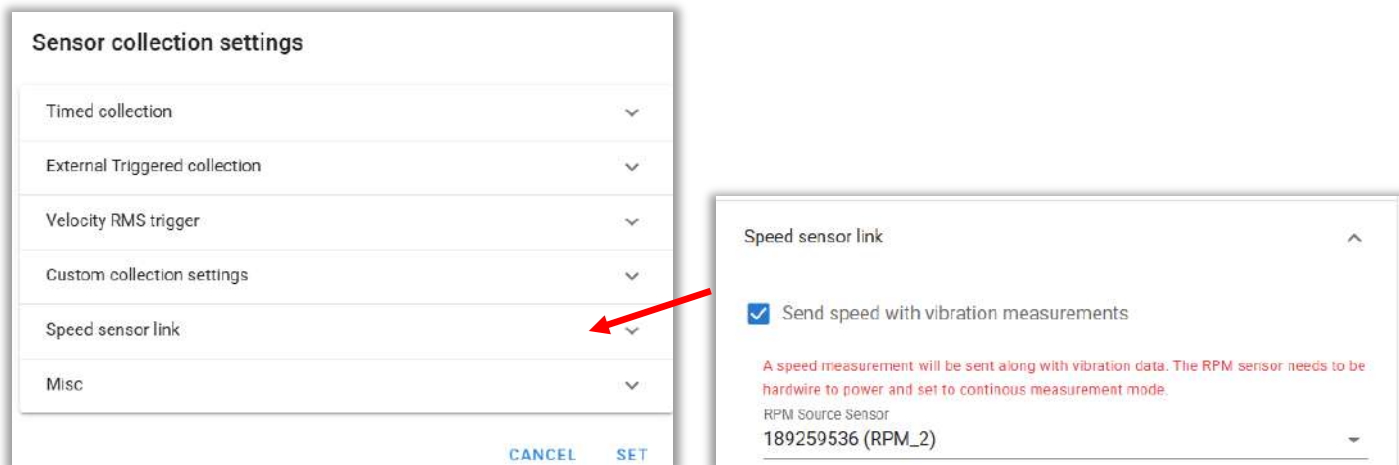 Sensor collection settings
Timed collection
External Triggered collection
Velocity RMS trigger
Custom collection settings
Speed sensor link
Misc
CANCEL SET
Speed sensor link
Send speed with vibration measurements
A speed measurement will be sent along with vibration data. The RPM sensor needs to be
hardwire to power and set to continous measurement mode.
RPM Source Sensor
189259536 (RPM_2)